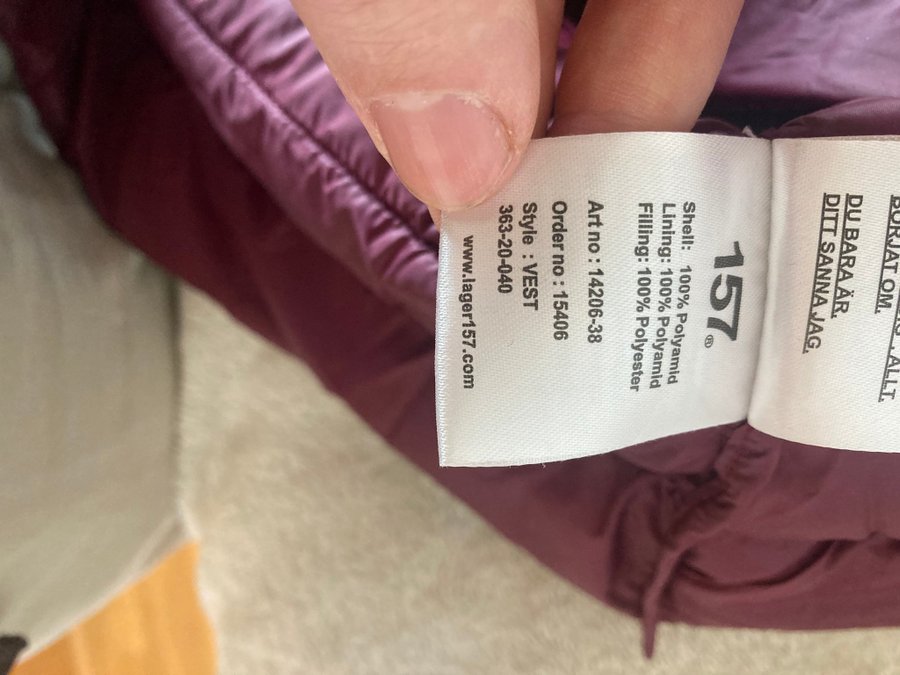 157®
Shell: 100% Polyamid
Lining: 100% Polyamid
Filling: 100% Polyester
Art no : 14206-38
Order no : 15406
Style : VEST
363-20-040
www.lager157.com
BÖRJAT OM.
ALLT
DU BARA ÄR.
DITT SANNA JAG.